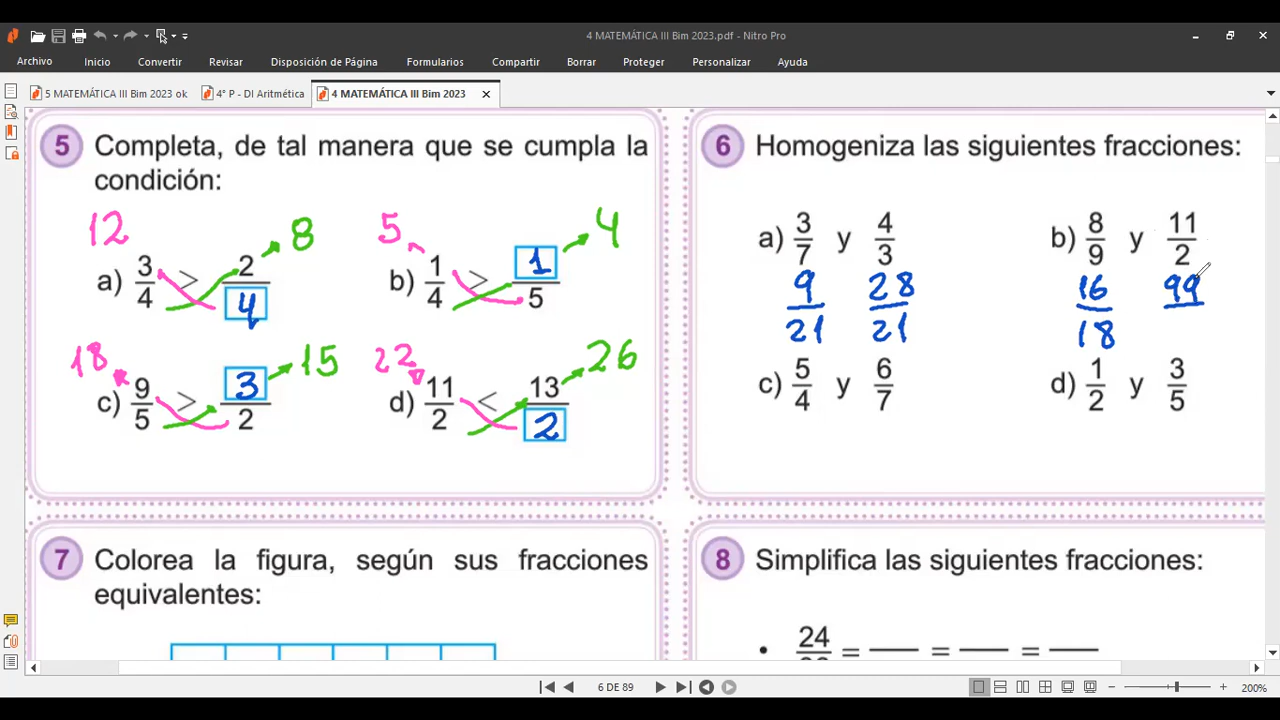 4 MATEMÁTICA III Bim 2023.pdf - Nitro Pro
Archivo Inicio Convertir Revisar Disposición de Página Formularios Compartir Borrar Proteger Personalizar Ayuda
5 MATEMÁTICA III Bim 2023 ok 4° P - DI Aritmética 4 MATEMÁTICA III Bim 2023
5 Completa, de tal manera que se cumpla la
condición:
12 8 5 4
a) 3/4 > 2/4 b) 1/4 > 1/5
18 15 22 26
c) 9/5 > 3/2 d) 11/2 < 13/2
6 Homogeniza las siguientes fracciones:
a) 3/7 y 4/3 b) 8/9 y 11/2
9/21 28/21 16/18 99
c) 5/4 y 6/7 d) 1/2 y 3/5
7 Colorea la figura, según sus fracciones
equivalentes:
8 Simplifica las siguientes fracciones:
• 24 = = =
6 DE 89
200%